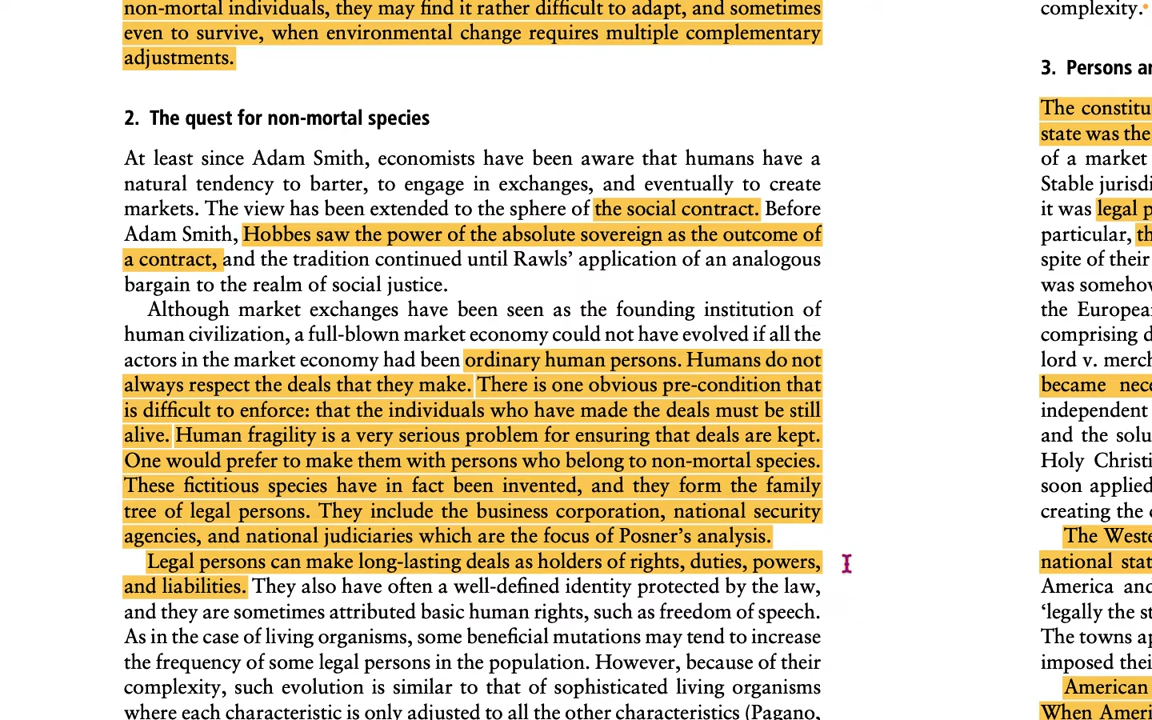 non-mortal individuals, they may find it rather difficult to adapt, and sometimes
even to survive, when environmental change requires multiple complementary
adjustments.
2. The quest for non-mortal species
At least since Adam Smith, economists have been aware that humans have a
natural tendency to barter, to engage in exchanges, and eventually to create
markets. The view has been extended to the sphere of the social contract. Before
Adam Smith, Hobbes saw the power of the absolute sovereign as the outcome of
a contract, and the tradition continued until Rawls’ application of an analogous
bargain to the realm of social justice.
Although market exchanges have been seen as the founding institution of
human civilization, a full-blown market economy could not have evolved if all the
actors in the market economy had been ordinary human persons. Humans do not
always respect the deals that they make. There is one obvious pre-condition that
is difficult to enforce: that the individuals who have made the deals must be still
alive. Human fragility is a very serious problem for ensuring that deals are kept.
One would prefer to make them with persons who belong to non-mortal species.
These fictitious species have in fact been invented, and they form the family
tree of legal persons. They include the business corporation, national security
agencies, and national judiciaries which are the focus of Posner’s analysis.
Legal persons can make long-lasting deals as holders of rights, duties, powers,
and liabilities. They also have often a well-defined identity protected by the law,
and they are sometimes attributed basic human rights, such as freedom of speech.
As in the case of living organisms, some beneficial mutations may tend to increase
the frequency of some legal persons in the population. However, because of their
complexity, such evolution is similar to that of sophisticated living organisms
where each characteristic is only adjusted to all the other characteristics (Pagano,
complexity.
3. Persons
The
state was the
of a market
Stable
it was legal
particular,
spite of their
was
the
comprising
lord v.
became
independent
and the
Holy
soon applied
creating the
The
national
America
‘legally the
The towns
imposed
American
When